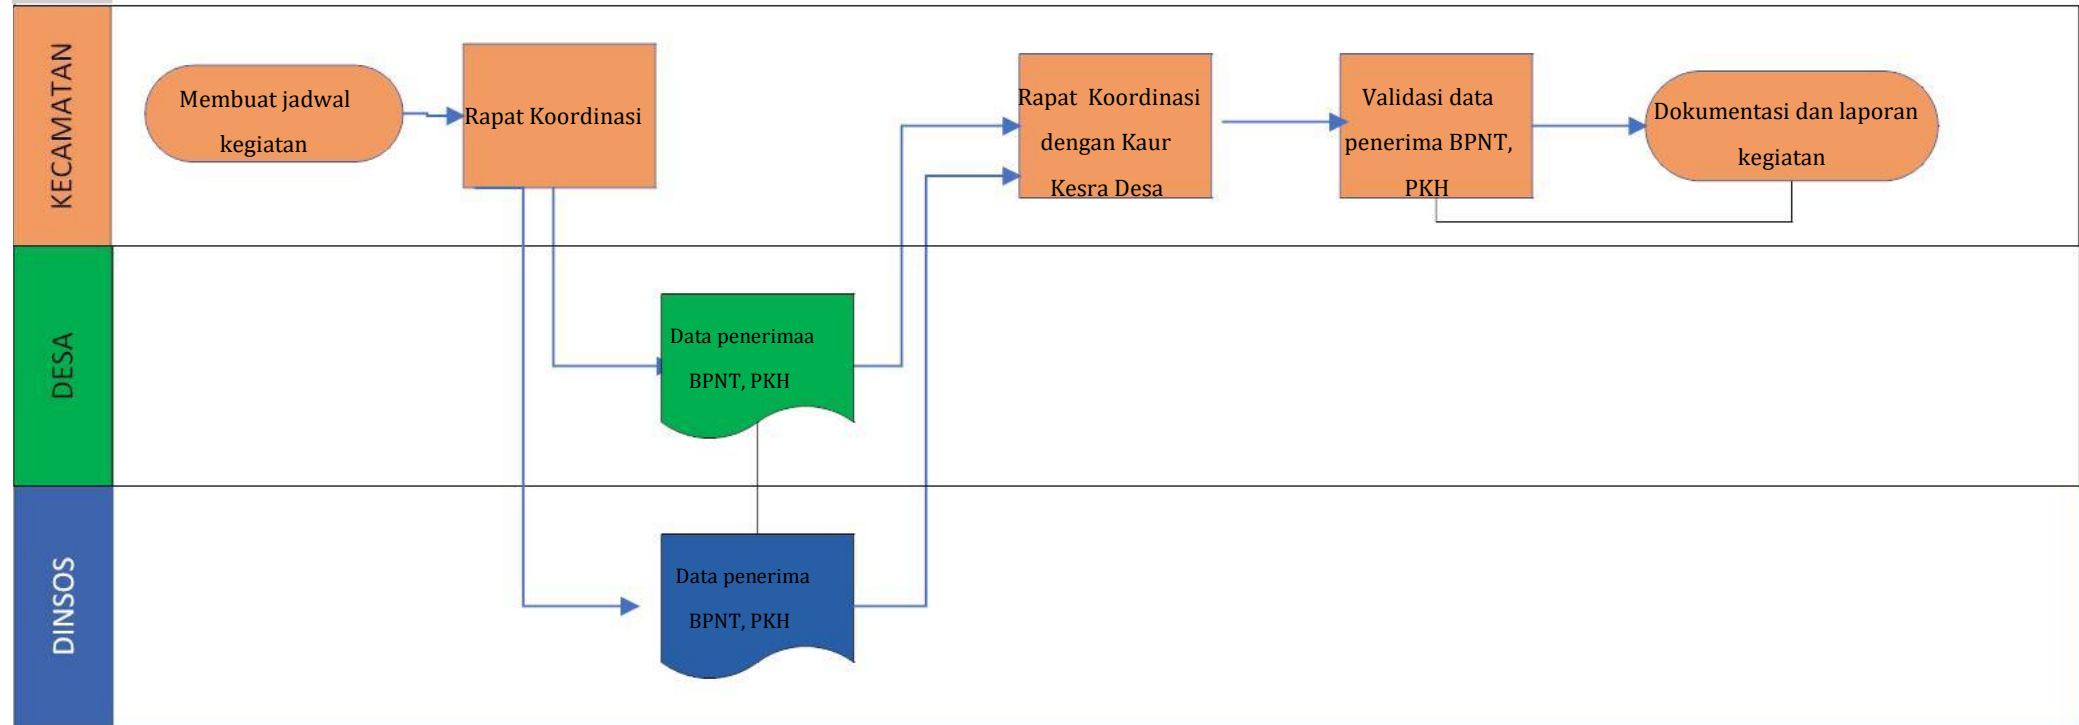 KECAMATAN
Membuat jadwal
kegiatan
Rapat Koordinasi
Rapat Koordinasi
dengan Kaur
Kesra Desa
Validasi data
penerima BPNT,
PKH
Dokumentasi dan laporan
kegiatan
DESA
Data penerimaa
BPNT, PKH
DINSOS
Data penerima
BPNT, PKH